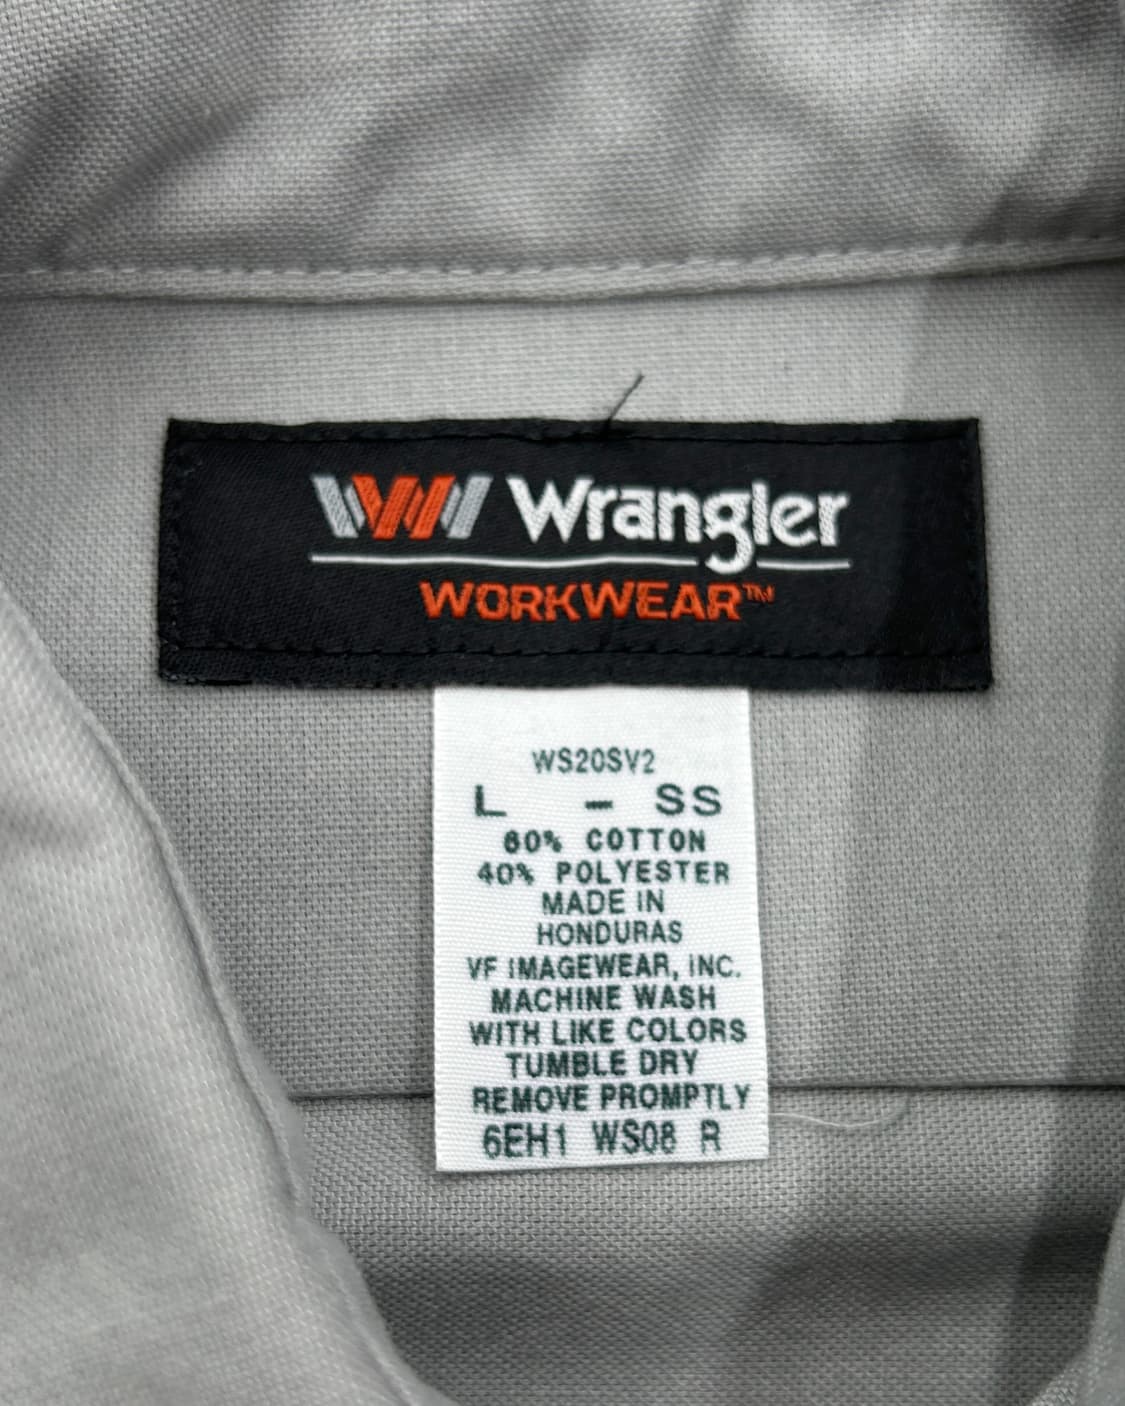 Wrangler
WORKWEAR™
WS20SV2
L - SS
60% COTTON
40% POLYESTER
MADE IN
HONDURAS
VF IMAGEWEAR, INC.
MACHINE WASH
WITH LIKE COLORS
TUMBLE DRY
REMOVE PROMPTLY
6EH1 WS08 R